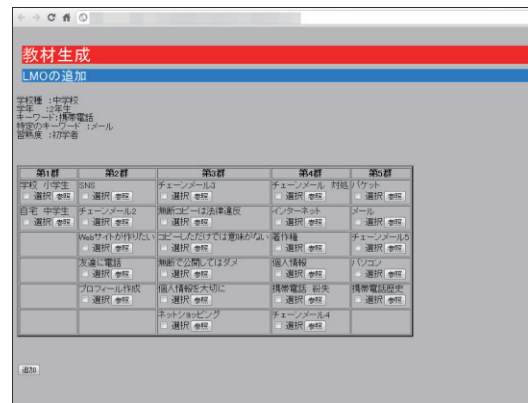 教材生成
LMOの追加
学校種 :中学校
学年 :2年生
キーワード:携帯電話
特定のキーワード :メール
習熟度 :初学者
第1群 第2群 第3群 第4群 第5群
学校 小学生 SNS チェーンメール3 チェーンメール 対処 パケット
選択 参照 選択 参照 選択 参照 選択 参照 選択 参照
自宅 中学生 チェーンメール2 無断コピーは法律違反 インターネット メール
選択 参照 選択 参照 選択 参照 選択 参照 選択 参照
Webサイトが作りたい コピーしただけでは意味がない 著作権 チェーンメール5
選択 参照 選択 参照 選択 参照 選択 参照
友達に電話 無断で公開してはダメ 個人情報 パソコン
選択 参照 選択 参照 選択 参照 選択 参照
プロフィール作成 個人情報を大切に 携帯電話 紛失 携帯電話歴史
選択 参照 選択 参照 選択 参照 選択 参照
ネットショッピング チェーンメール4
選択 参照 選択 参照
追加